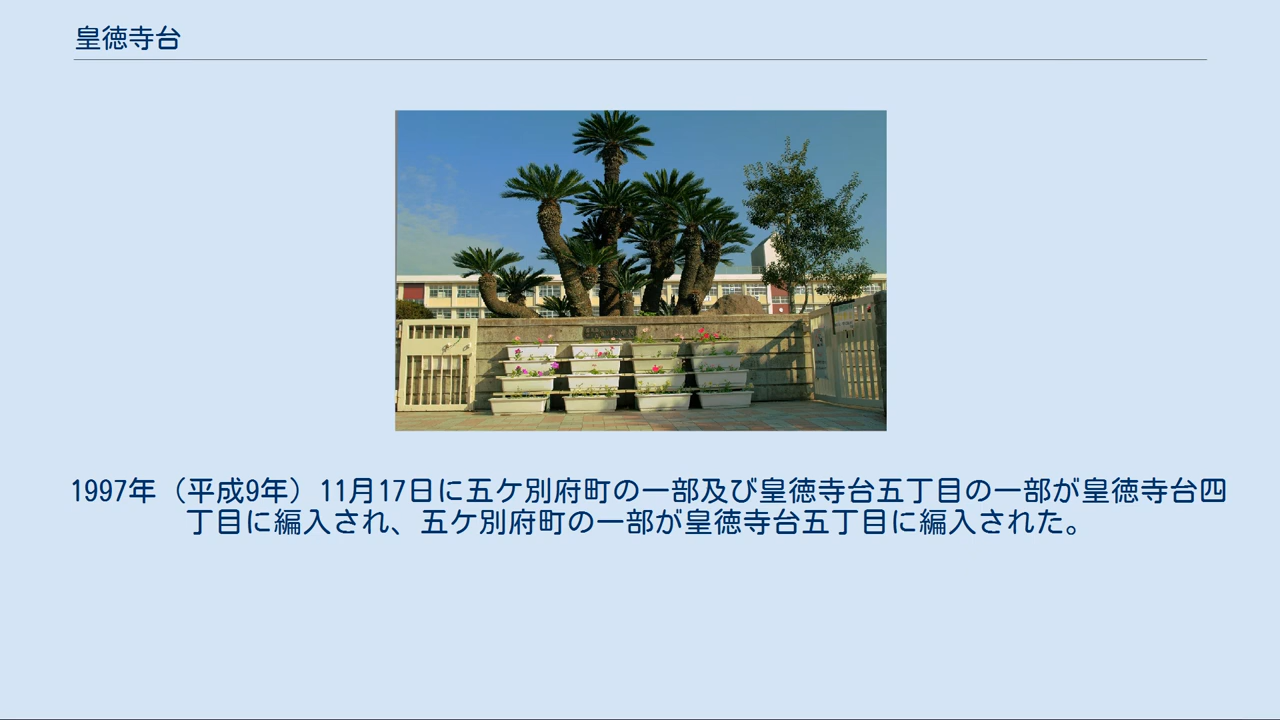 皇徳寺台
1997年（平成9年）11月17日に五ケ別府町の一部及び皇徳寺台五丁目の一部が皇徳寺台四
丁目に編入され、五ケ別府町の一部が皇徳寺台五丁目に編入された。